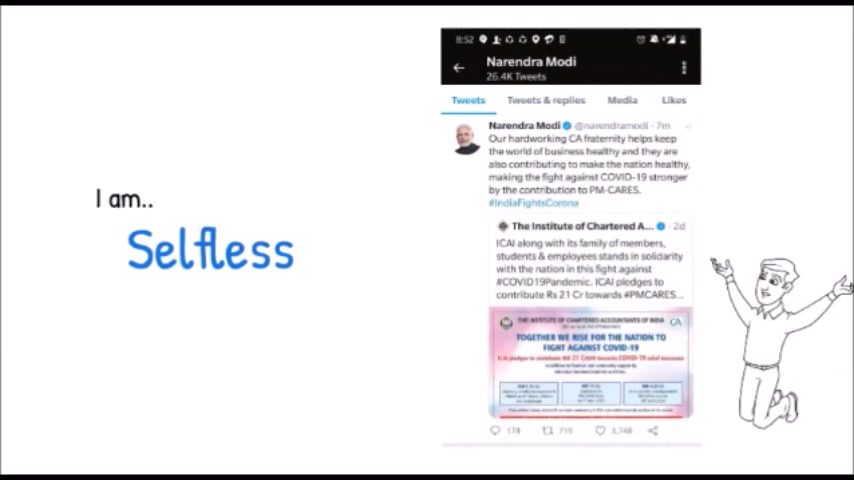 I am..
Selfless
8:52
Narendra Modi
26.4K Tweets
Tweets Tweets & replies Media Likes
Narendra Modi @narendramodi · 7m
Our hardworking CA fraternity helps keep
the world of business healthy and they are
also contributing to make the nation healthy,
making the fight against COVID-19 stronger
by the contribution to PM-CARES.
#IndiaFightsCorona
The Institute of Chartered A... · 2d
ICAI along with its family of members,
students & employees stands in solidarity
with the nation in this fight against
#COVID19Pandemic. ICAI pledges to
contribute Rs 21 Cr towards #PMCARES...
THE INSTITUTE OF CHARTERED ACCOUNTANTS OF INDIA
CA
TOGETHER WE RISE FOR THE NATION TO
FIGHT AGAINST COVID-19
174 715 3,748